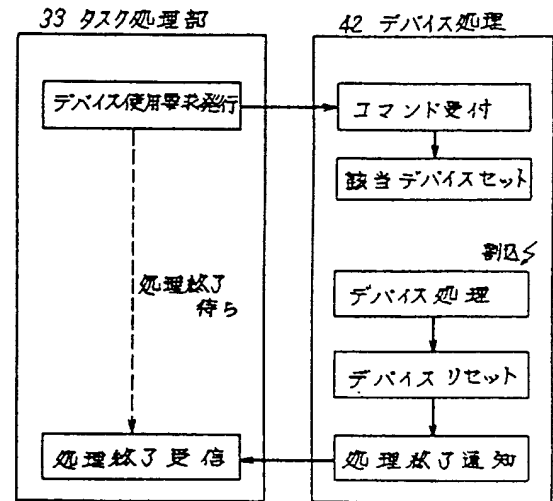 33 タスク処理部
42 デバイス処理
デバイス使用要求発行
コマンド受付
該当デバイスセット
割込
処理終了
待ち
デバイス処理
デバイスリセット
処理終了受信
処理終了通知